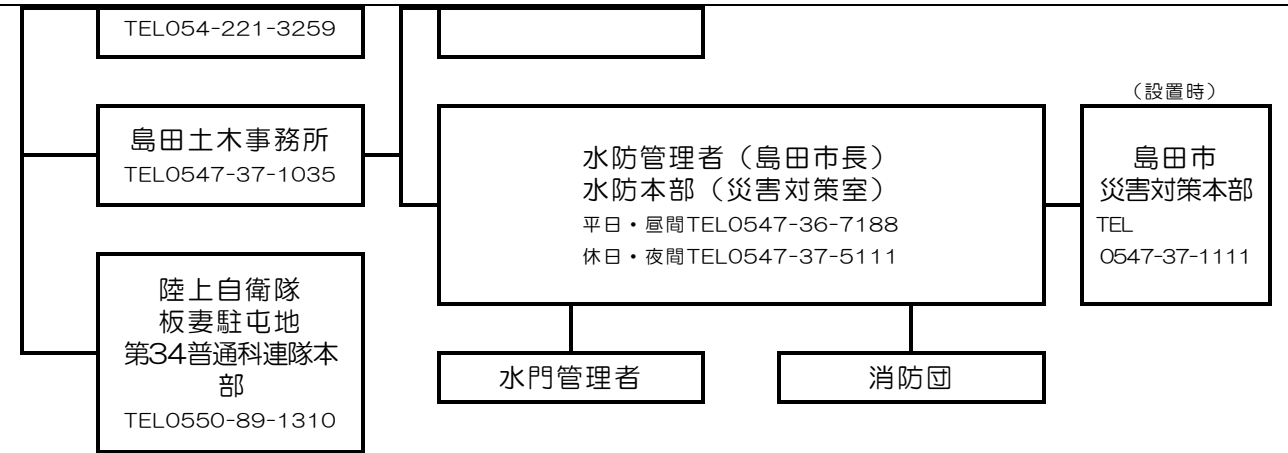 TEL054-221-3259
島田土木事務所
TEL0547-37-1035
陸上自衛隊
板妻駐屯地
第34普通科連隊本
部
TEL0550-89-1310
水防管理者（島田市長）
水防本部（災害対策室）
平日・昼間TEL0547-36-7188
休日・夜間TEL0547-37-5111
水門管理者
消防団
（設置時）
島田市
災害対策本部
TEL
0547-37-1111